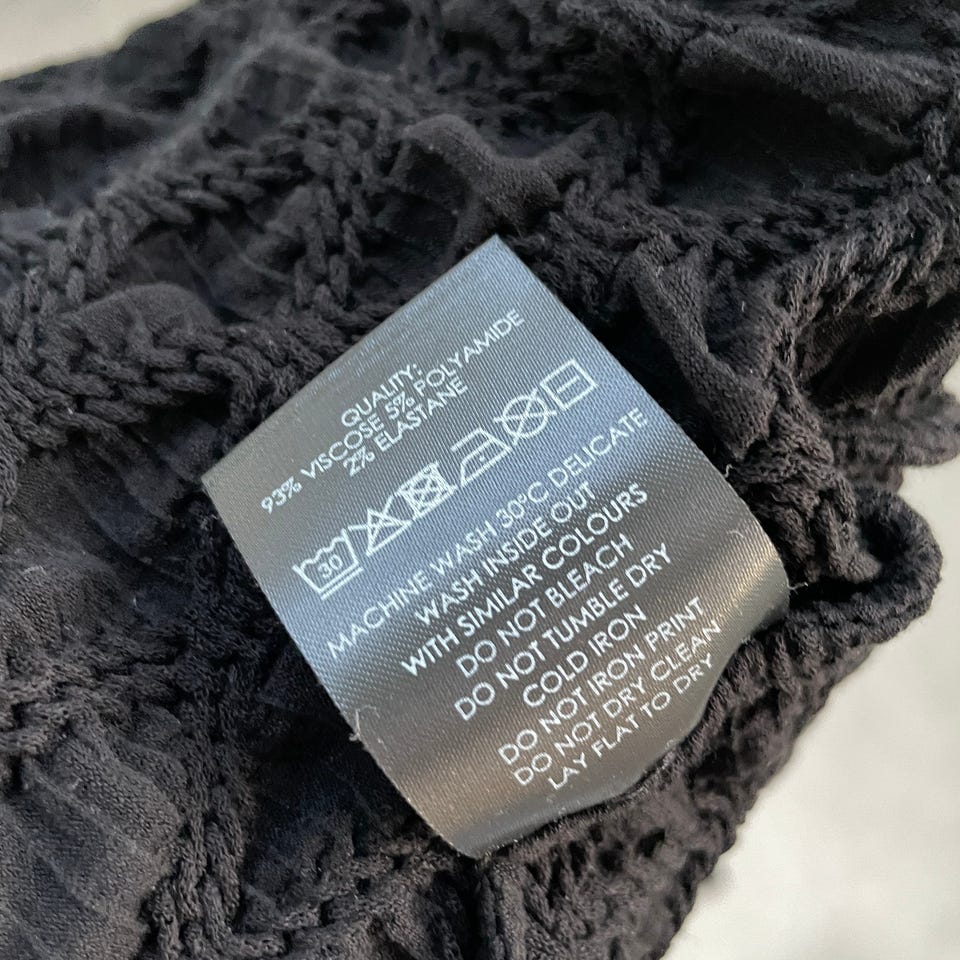 QUALITY:
93% VISCOSE 5% POLYAMIDE
2% ELASTANE
30
MACHINE WASH 30°C DELICATE
WASH INSIDE OUT
WITH SIMILAR COLOURS
DO NOT BLEACH
DO NOT TUMBLE DRY
COLD IRON
DO NOT IRON PRINT
DO NOT DRY CLEAN
LAY FLAT TO DRY